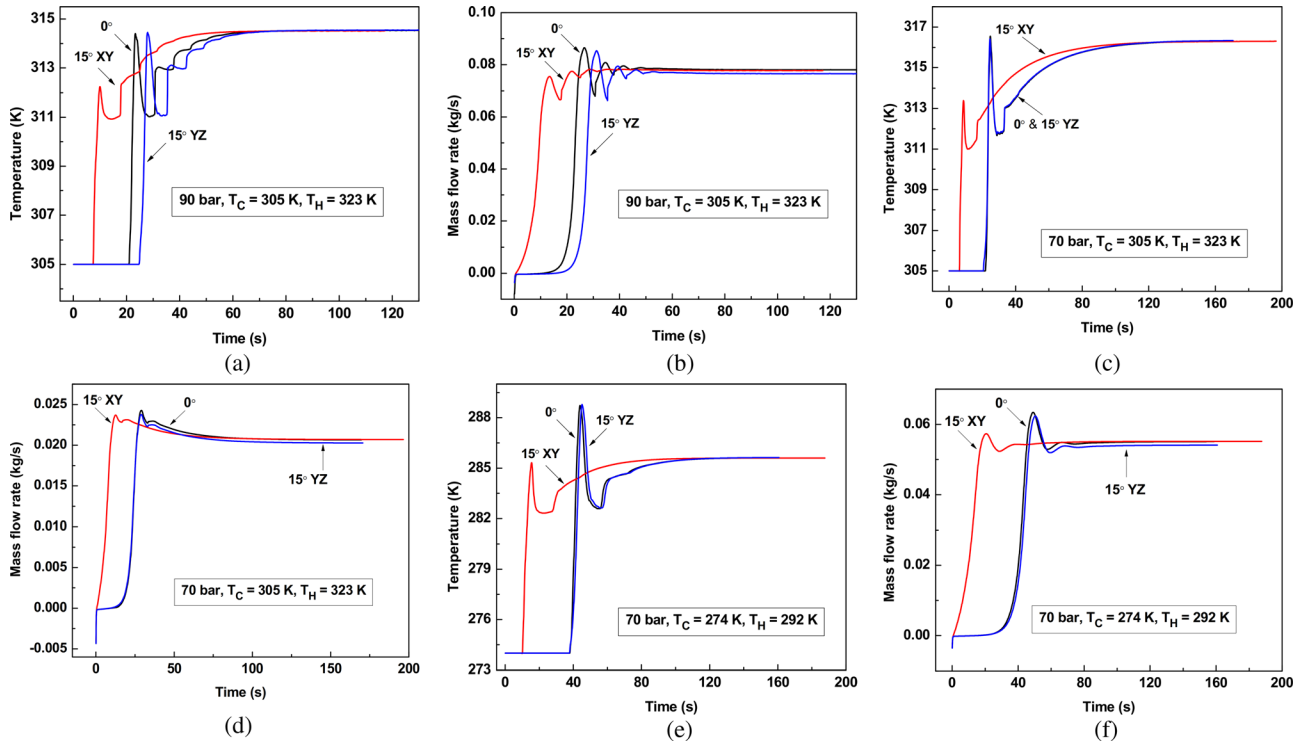 315
313
311
309
307
305
Temperature (K)
0°
15° XY
15° YZ
90 bar, T_C = 305 K, T_H = 323 K
0 20 40 60 80 100 120
Time (s)
(a)
0.10
0.08
0.06
0.04
0.02
0.00
Mass flow rate (kg/s)
0°
15° XY
15° YZ
90 bar, T_C = 305 K, T_H = 323 K
0 20 40 60 80 100 120
Time (s)
(b)
317
315
313
311
309
307
305
Temperature (K)
15° XY
0° & 15° YZ
70 bar, T_C = 305 K, T_H = 323 K
0 40 80 120 160 200
Time (s)
(c)
0.025
0.020
0.015
0.010
0.005
0.000
-0.005
Mass flow rate (kg/s)
15° XY
0°
15° YZ
70 bar, T_C = 305 K, T_H = 323 K
0 50 100 150 200
Time (s)
(d)
288
285
282
279
276
273
Temperature (K)
0°
15° YZ
15° XY
70 bar, T_C = 274 K, T_H = 292 K
0 40 80 120 160 200
Time (s)
(e)
0.06
0.04
0.02
0.00
Mass flow rate (kg/s)
0°
15° XY
15° YZ
70 bar, T_C = 274 K, T_H = 292 K
0 40 80 120 160 200
Time (s)
(f)